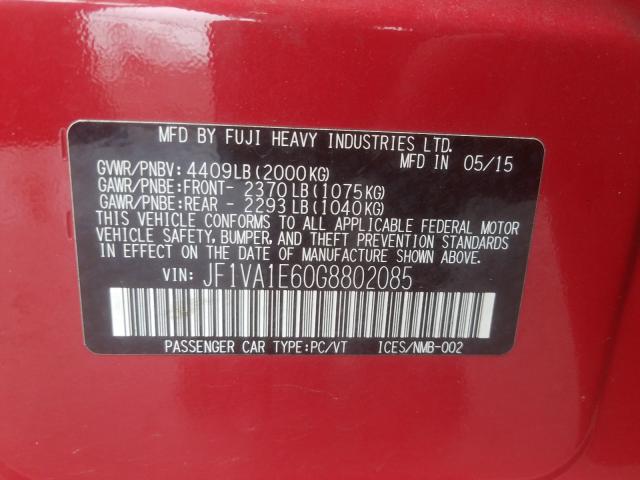 MFD BY FUJI HEAVY INDUSTRIES LTD.
MFD IN 05/15
GVWR/PNBV: 4409LB(2000KG)
GAWR/PNBE:FRONT- 2370LB(1075KG)
GAWR/PNBE:REAR - 2293LB(1040KG)
THIS VEHICLE CONFORMS TO ALL APPLICABLE FEDERAL MOTOR
VEHICLE SAFETY, BUMPER, AND THEFT PREVENTION STANDARDS
IN EFFECT ON THE DATE OF MANUFACTURE SHOWN ABOVE.
VIN: JF1VA1E60G8802085
PASSENGER CAR TYPE:PC/VT ICES/NMB-002